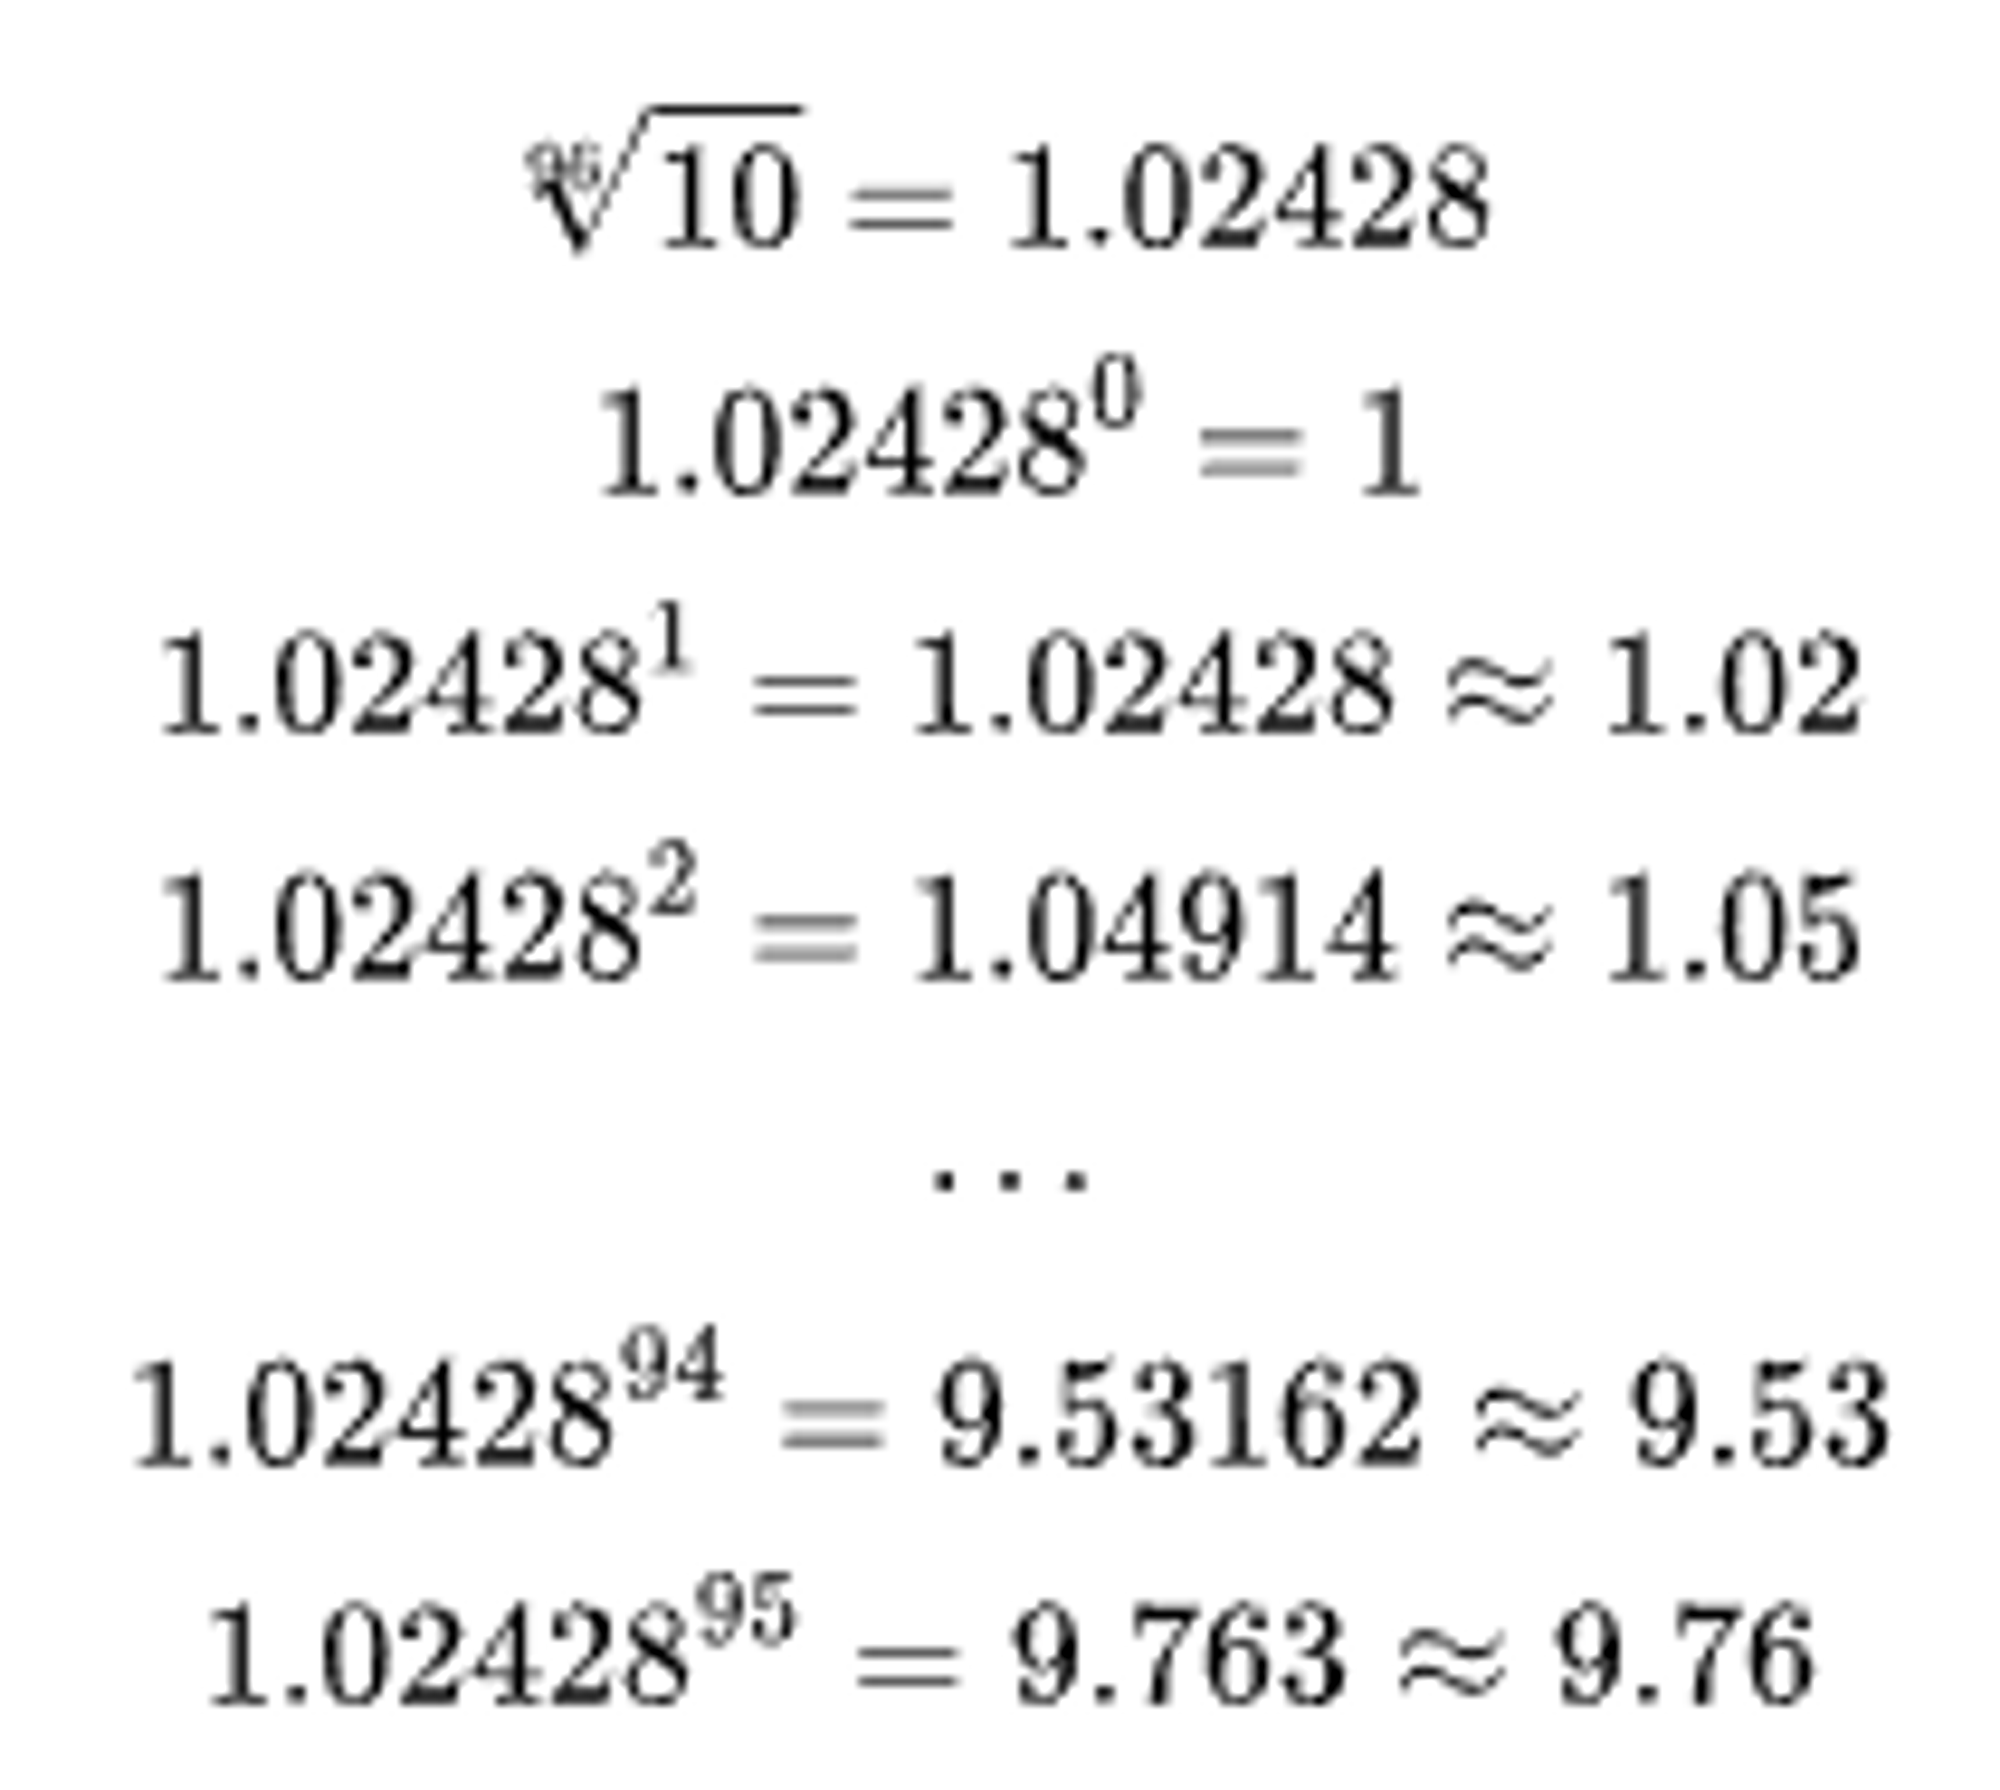 ⁹⁶√10 = 1.02428
1.02428⁰ = 1
1.02428¹ = 1.02428 ≈ 1.02
1.02428² = 1.04914 ≈ 1.05
...
1.02428⁹⁴ = 9.53162 ≈ 9.53
1.02428⁹⁵ = 9.763 ≈ 9.76